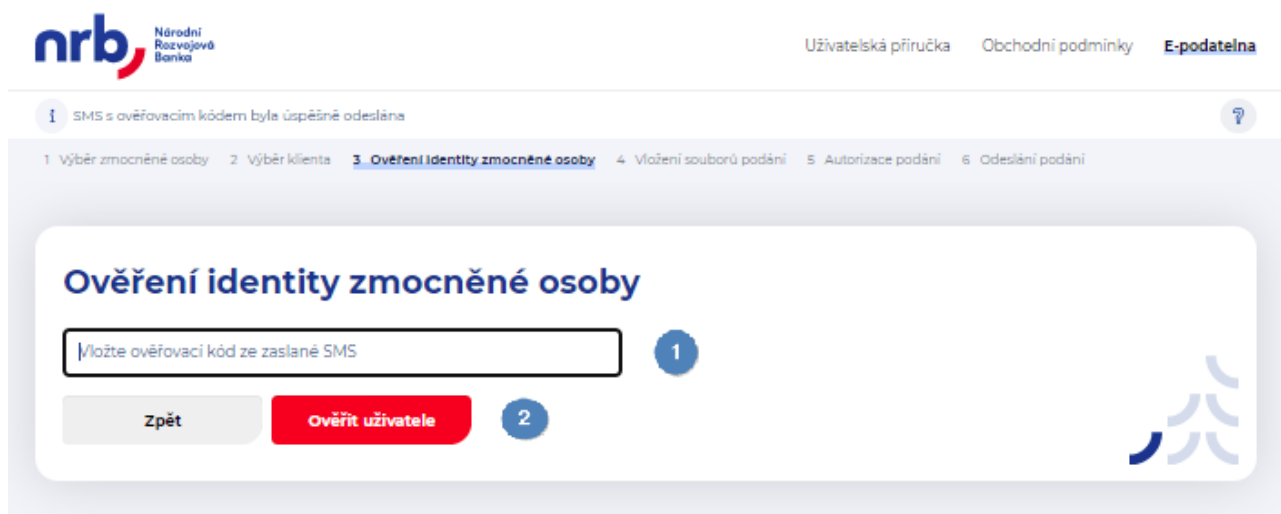 nrb
Národní
Rozvojová
Banka
Uživatelská příručka Obchodní podmínky E-podatelna
i SMS s ověřovacím kódem byla úspěšně odeslána ?
1 Výběr zmocněné osoby 2 Výběr klienta 3 Ověření identity zmocněné osoby 4 Vložení souborů podání 5 Autorizace podání 6 Odeslání podání
Ověření identity zmocněné osoby
Vložte ověřovací kód ze zaslané SMS 1
Zpět Ověřit uživatele 2